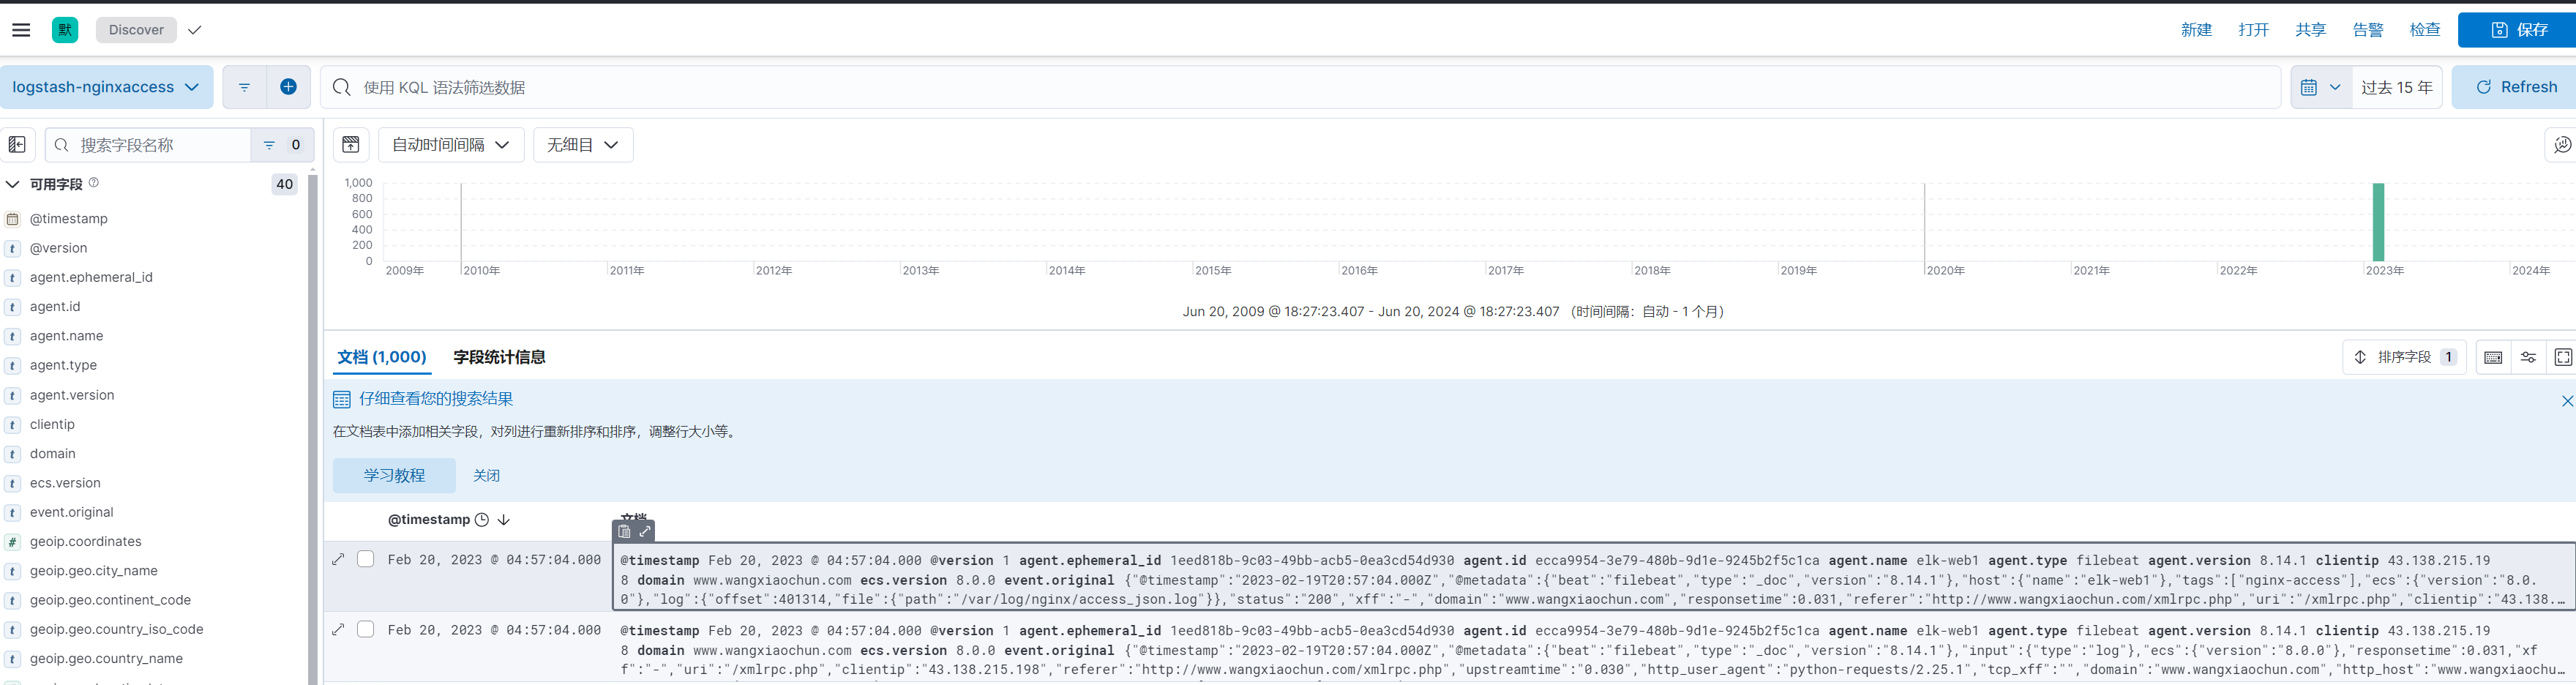 默 Discover 新建 打开 共享 告警 检查 保存
logstash-nginxaccess 使用 KQL 语法筛选数据 过去 15 年 Refresh
搜索字段名称 0 自动时间间隔 无细目
可用字段 40
@timestamp
@version
agent.ephemeral_id
agent.id
agent.name
agent.type
agent.version
clientip
domain
ecs.version
event.original
geoip.coordinates
geoip.geo.city_name
geoip.geo.continent_code
geoip.geo.country_iso_code
geoip.geo.country_name
1,000
800
600
400
200
0
2009年 2010年 2011年 2012年 2013年 2014年 2015年 2016年 2017年 2018年 2019年 2020年 2021年 2022年 2023年 2024年
Jun 20, 2009 @ 18:27:23.407 - Jun 20, 2024 @ 18:27:23.407 （时间间隔：自动 - 1 个月）
文档 (1,000) 字段统计信息 排序字段 1
仔细查看您的搜索结果
在文档表中添加相关字段，对列进行重新排序和排序，调整行大小等。
学习教程 关闭
@timestamp 文档
Feb 20, 2023 @ 04:57:04.000 @timestamp Feb 20, 2023 @ 04:57:04.000 @version 1 agent.ephemeral_id 1eed818b-9c03-49bb-acb5-0ea3cd54d930 agent.id ecca9954-3e79-480b-9d1e-9245b2f5c1ca agent.name elk-web1 agent.type filebeat agent.version 8.14.1 clientip 43.138.215.19
8 domain www.wangxiaochun.com ecs.version 8.0.0 event.original {"@timestamp":"2023-02-19T20:57:04.000Z","@metadata":{"beat":"filebeat","type":"_doc","version":"8.14.1"},"host":{"name":"elk-web1"},"tags":["nginx-access"],"ecs":{"version":"8.0.
0"},"log":{"offset":401314,"file":{"path":"/var/log/nginx/access_json.log"}},"status":"200","xff":"-","domain":"www.wangxiaochun.com","responsetime":0.031,"referer":"http://www.wangxiaochun.com/xmlrpc.php","uri":"/xmlrpc.php","clientip":"43.138...
Feb 20, 2023 @ 04:57:04.000 @timestamp Feb 20, 2023 @ 04:57:04.000 @version 1 agent.ephemeral_id 1eed818b-9c03-49bb-acb5-0ea3cd54d930 agent.id ecca9954-3e79-480b-9d1e-9245b2f5c1ca agent.name elk-web1 agent.type filebeat agent.version 8.14.1 clientip 43.138.215.19
8 domain www.wangxiaochun.com ecs.version 8.0.0 event.original {"@timestamp":"2023-02-19T20:57:04.000Z","@metadata":{"beat":"filebeat","type":"_doc","version":"8.14.1"},"input":{"type":"log"},"ecs":{"version":"8.0.0"},"responsetime":0.031,"xf
f":"-","uri":"/xmlrpc.php","clientip":"43.138.215.198","referer":"http://www.wangxiaochun.com/xmlrpc.php","upstreamtime":"0.030","http_user_agent":"python-requests/2.25.1","tcp_xff":"","domain":"www.wangxiaochun.com","http_host":"www.wangxiaochu...